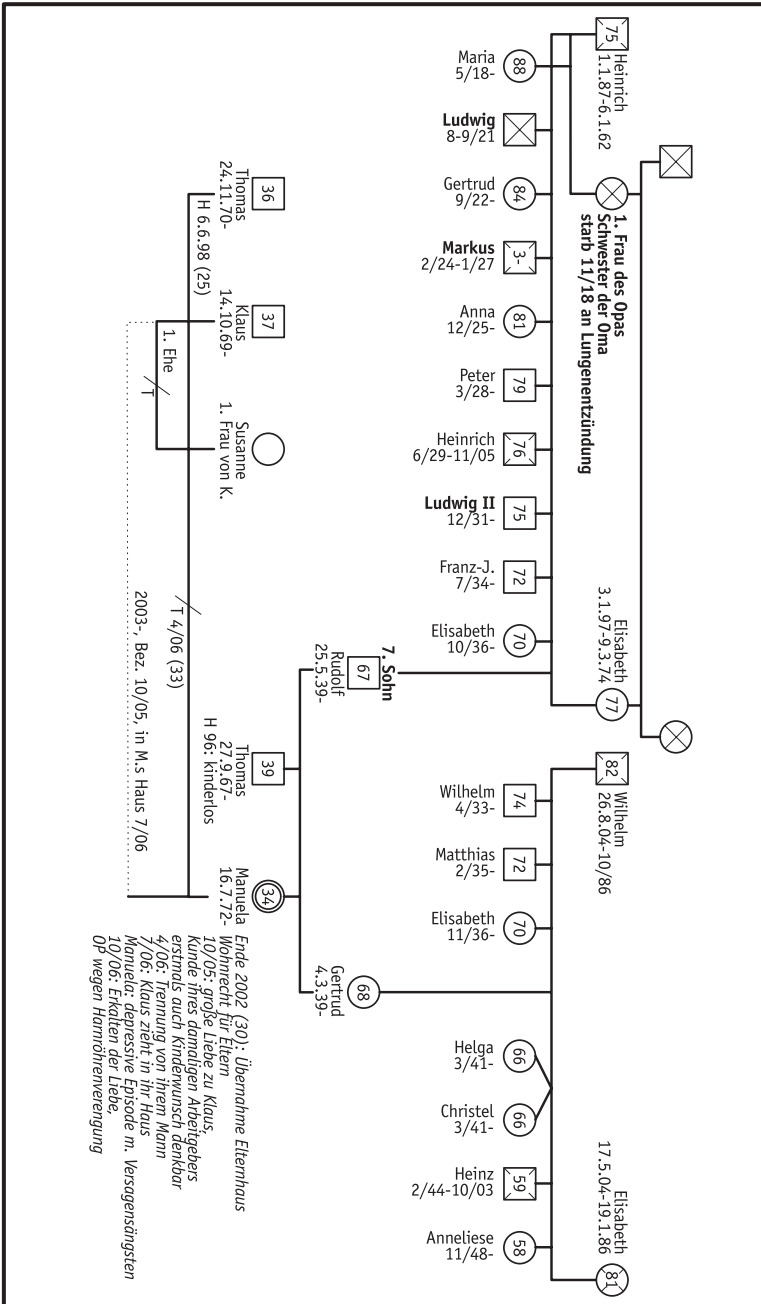 75
Heinrich
1.1.87-6.1.62
1. Frau des Opas
Schwester der Oma
starb 11/18 an Lungenentzündung
Elisabeth
3.1.97-9.3.74
77
82
Wilhelm
26.8.04-10/86
Elisabeth
17.5.04-19.1.86
81
Maria
5/18-
88
Ludwig
8-9/21
Gertrud
9/22-
84
Markus
2/24-1/27
3-
Anna
12/25-
81
Peter
3/28-
79
Heinrich
6/29-11/05
76
Ludwig II
12/31-
75
Franz-J.
7/34-
72
Elisabeth
10/36-
70
Wilhelm
4/33-
74
Matthias
2/35-
72
Elisabeth
11/36-
70
Helga
3/41-
66
Christel
3/41-
66
Heinz
2/44-10/03
59
Anneliese
11/48-
58
7. Sohn
67
Rudolf
25.5.39-
68
Gertrud
4.3.39-
36
Thomas
24.11.70-
37
Klaus
14.10.69-
Susanne
1. Frau von K.
39
Thomas
27.9.67-
H 96: kinderlos
34
Manuela
16.7.72-
H 6.6.98 (25)
T 4/06 (33)
1. Ehe
T
2003-, Bez. 10/05, in M.s Haus 7/06
Ende 2002 (30): Übernahme Elternhaus
Wohnrecht für Eltern
10/05: große Liebe zu Klaus,
Kunde ihres damaligen Arbeitgebers
erstmals auch Kinderwunsch denkbar
4/06: Trennung von ihrem Mann
7/06: Klaus zieht in ihr Haus
Manuela: depressive Episode m. Versagensängsten
10/06: Erkalten der Liebe,
OP wegen Harnröhrenverengung